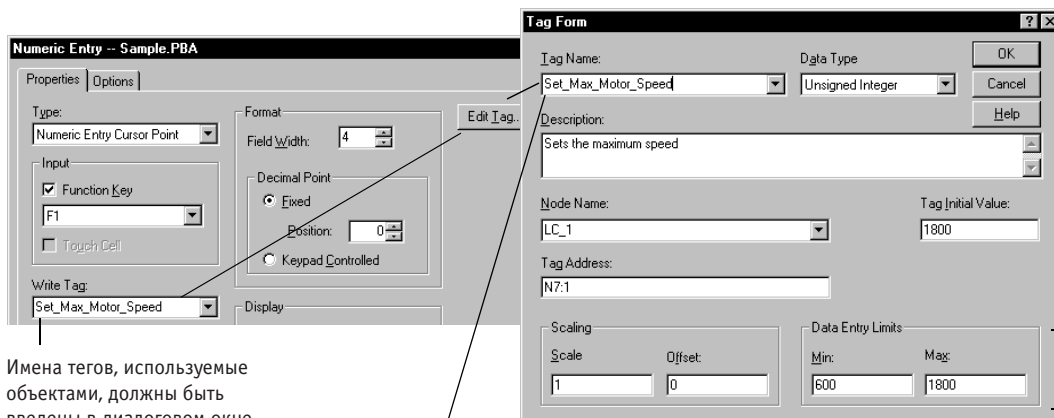 Numeric Entry -- Sample.PBA
Properties Options
Type:
Numeric Entry Cursor Point
Input
Function Key
F1
Touch Cell
Write Tag:
Set_Max_Motor_Speed
Format
Field Width: 4
Decimal Point
Fixed
Position: 0
Keypad Controlled
Display
Edit Tag..
Имена тегов, используемые
объектами, должны быть
введены в диалоговом окне
Tag Form
Tag Name:
Set_Max_Motor_Speed
Data Type
Unsigned Integer
OK
Cancel
Help
Description:
Sets the maximum speed
Node Name:
LC_1
Tag Initial Value:
1800
Tag Address:
N7:1
Scaling
Scale Offset:
1 0
Data Entry Limits
Min: Max:
600 1800